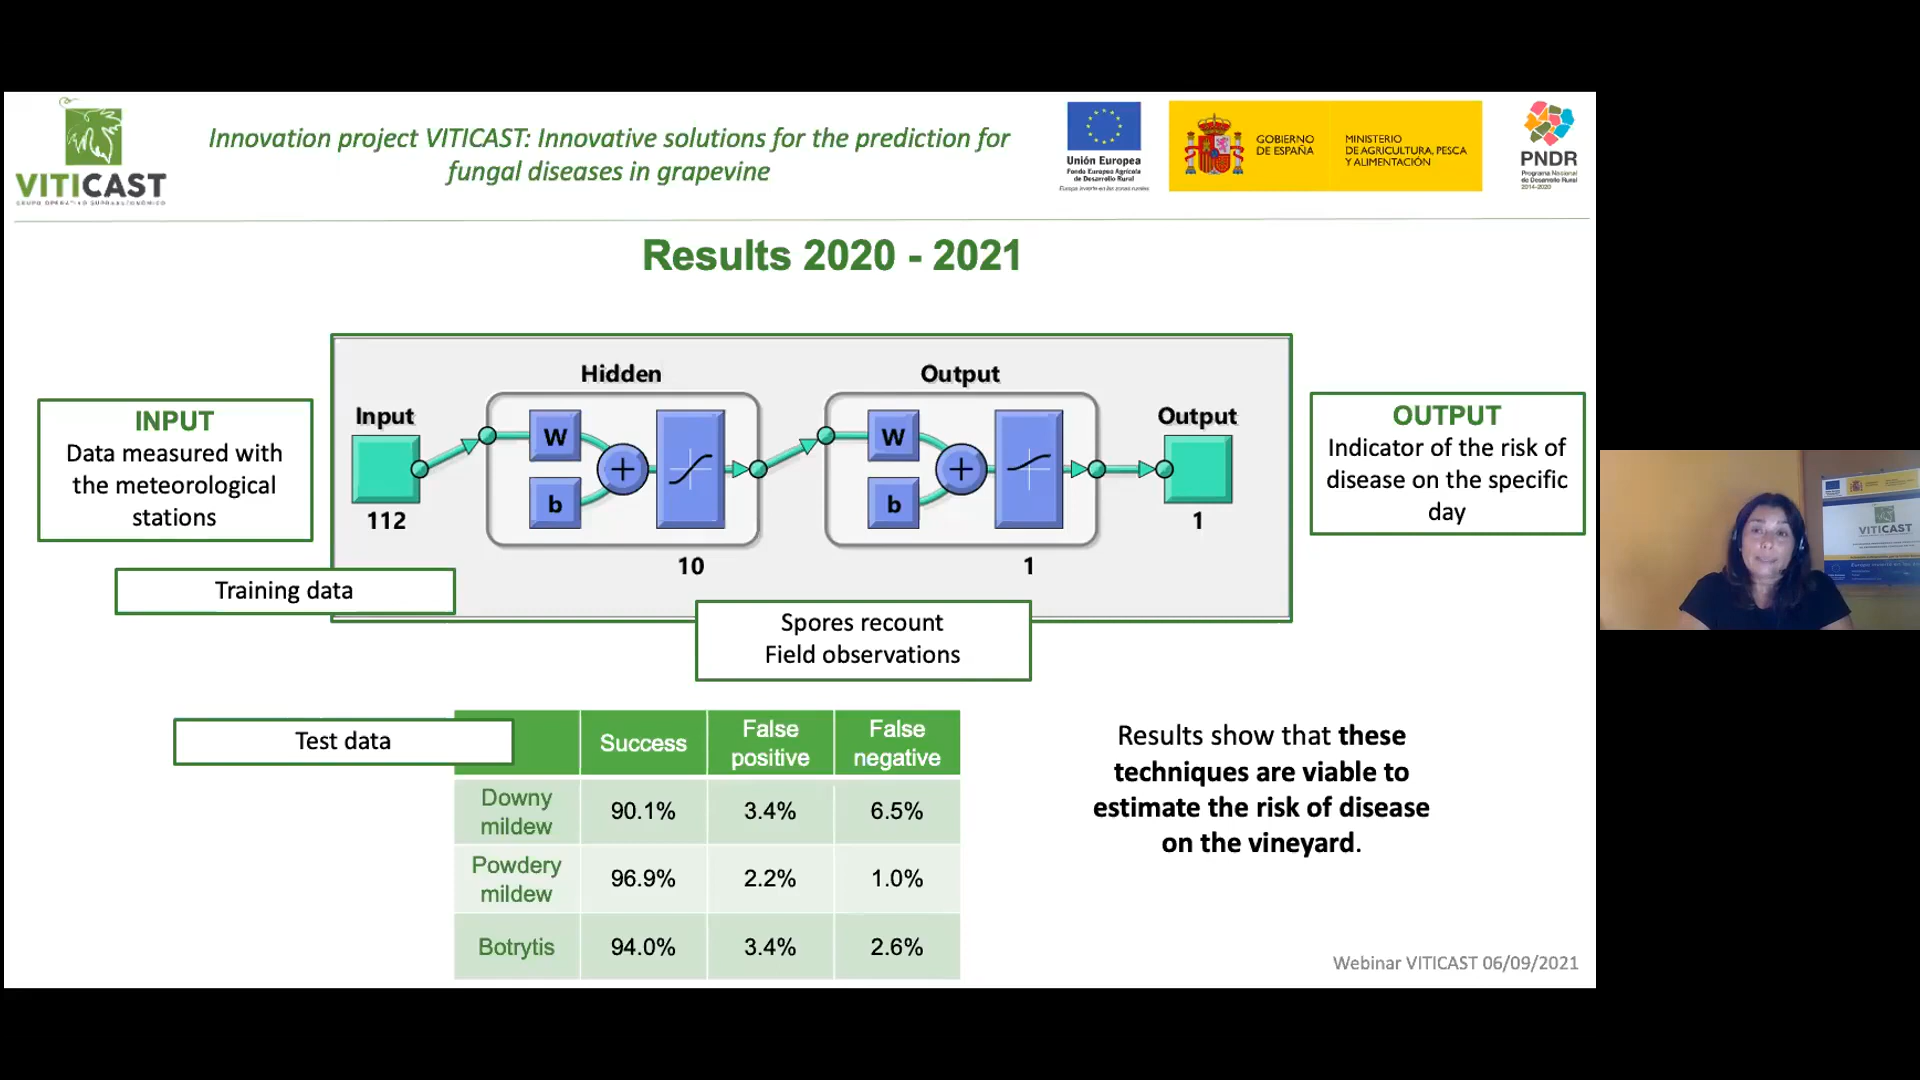 VITICAST
GRUPO OPERATIVO SUPRAAUTONÓMICO
Innovation project VITICAST: Innovative solutions for the prediction for
fungal diseases in grapevine
Unión Europea
Fondo Europeo Agrícola
de Desarrollo Rural
Europa invierte en las zonas rurales
GOBIERNO
DE ESPAÑA
MINISTERIO
DE AGRICULTURA, PESCA
Y ALIMENTACIÓN
PNDR
Programa Nacional
de Desarrollo Rural
2014-2020
Results 2020 - 2021
INPUT
Data measured with
the meteorological
stations
Training data
Input
112
Hidden
W
b
+
10
Output
W
b
+
1
Output
1
Spores recount
Field observations
OUTPUT
Indicator of the risk of
disease on the specific
day
Test data
Success
False
positive
False
negative
Downy
mildew
90.1%
3.4%
6.5%
Powdery
mildew
96.9%
2.2%
1.0%
Botrytis
94.0%
3.4%
2.6%
Results show that these
techniques are viable to
estimate the risk of disease
on the vineyard.
Webinar VITICAST 06/09/2021
VITICAST